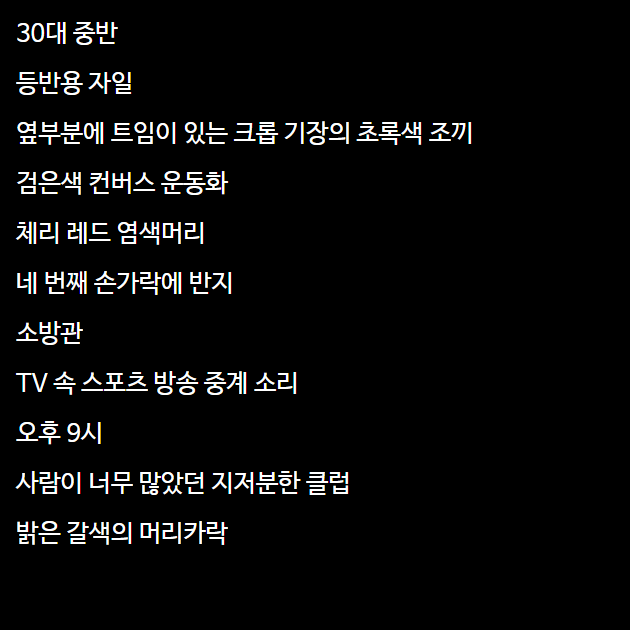 30대 중반
등반용 자일
옆부분에 트임이 있는 크롭 기장의 초록색 조끼
검은색 컨버스 운동화
체리 레드 염색머리
네 번째 손가락에 반지
소방관
TV 속 스포츠 방송 중계 소리
오후 9시
사람이 너무 많았던 지저분한 클럽
밝은 갈색의 머리카락